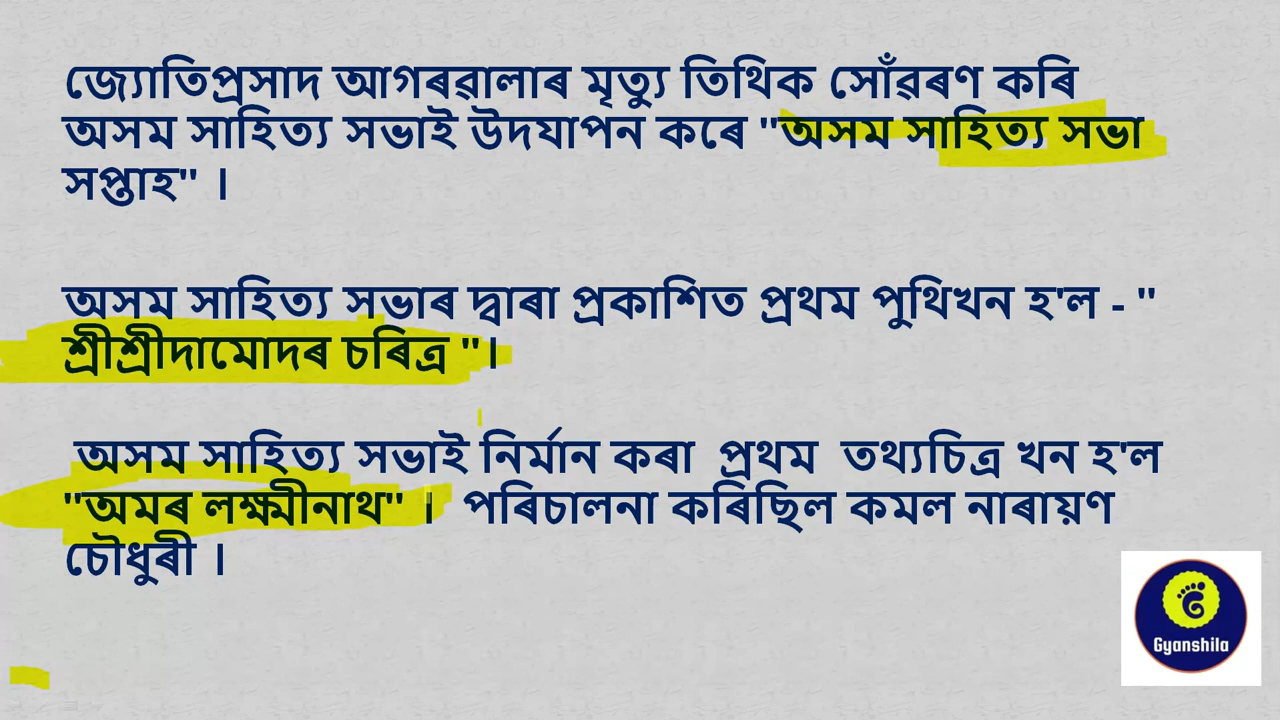 জ্যোতিপ্ৰসাদ আগৰৱালাৰ মৃত্যু তিথিক সোঁৱৰণ কৰি
অসম সাহিত্য সভাই উদযাপন কৰে "অসম সাহিত্য সভা
সপ্তাহ" ।
অসম সাহিত্য সভাৰ দ্বাৰা প্ৰকাশিত প্ৰথম পুথিখন হ'ল - "
শ্ৰীশ্ৰীদামোদৰ চৰিত্ৰ "।
অসম সাহিত্য সভাই নিৰ্মান কৰা প্ৰথম তথ্যচিত্ৰ খন হ'ল
"অমৰ লক্ষ্মীনাথ" । পৰিচালনা কৰিছিল কমল নাৰায়ণ
চৌধুৰী ।
Gyanshila